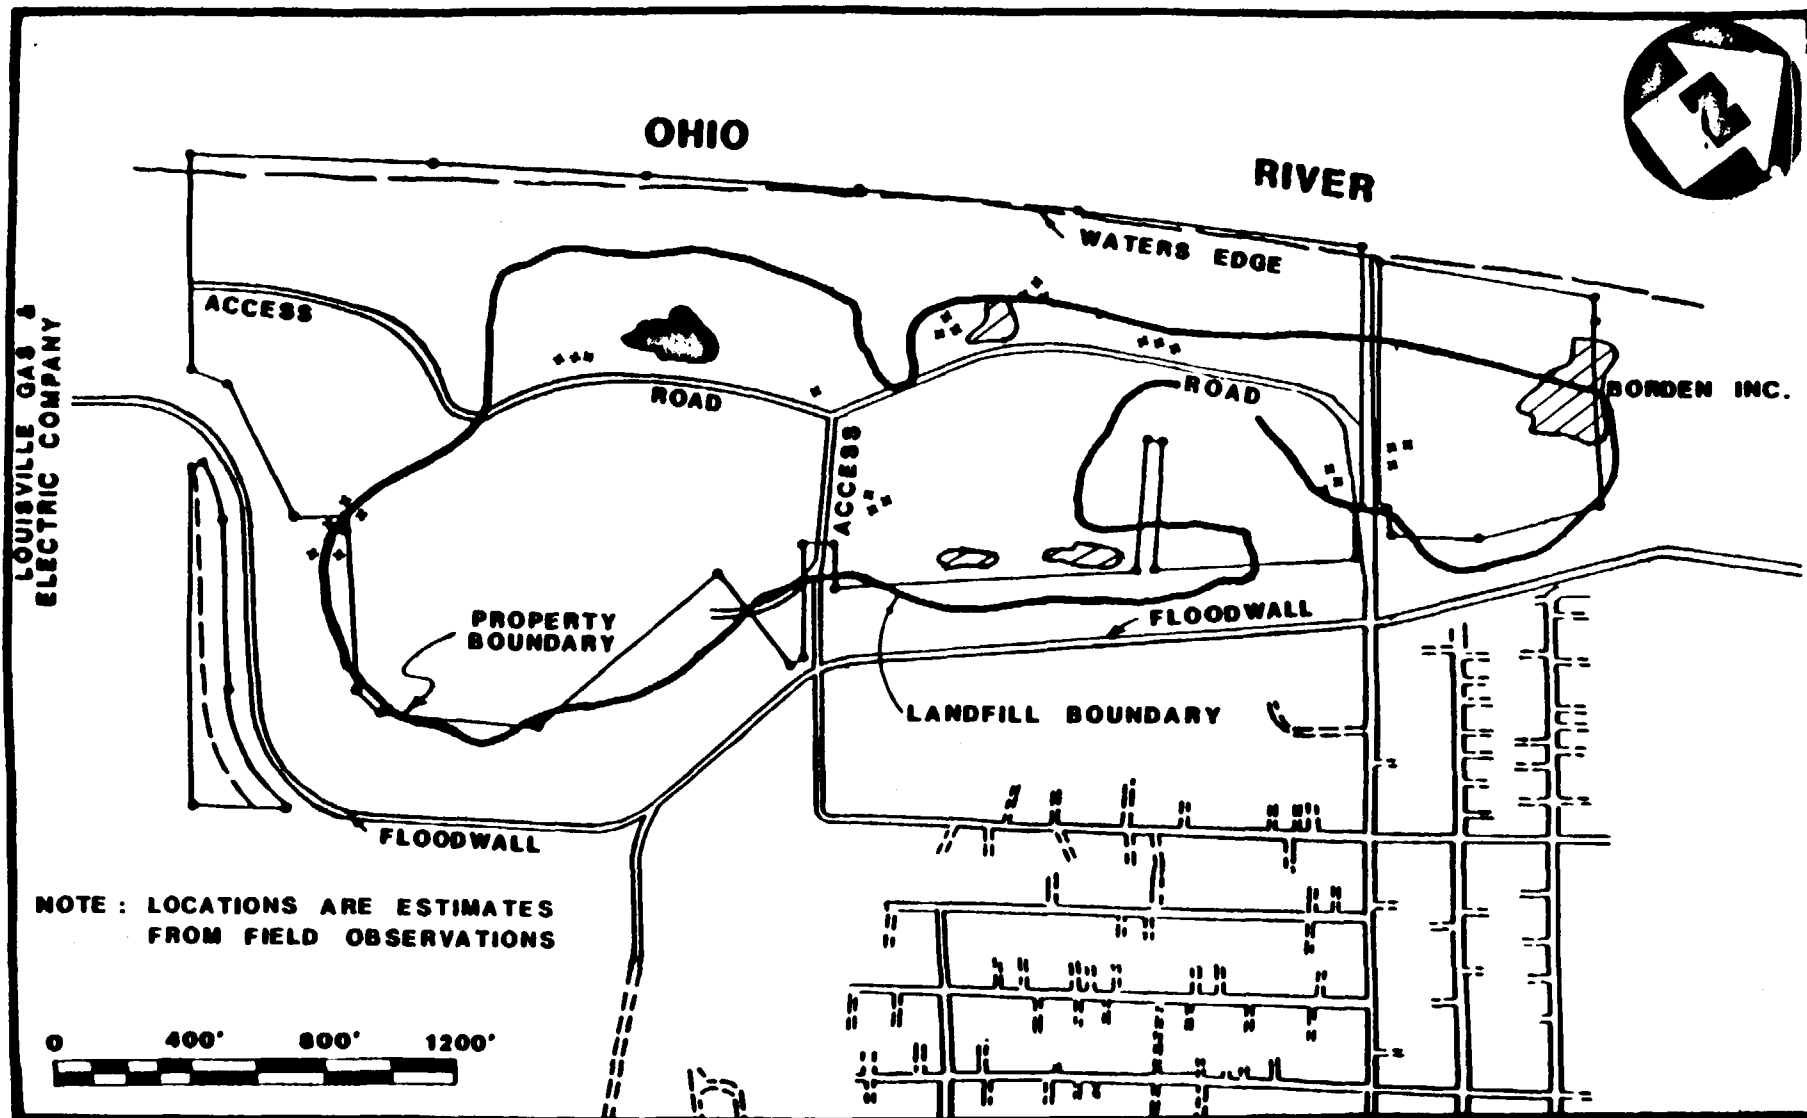 OHIO
RIVER
N
WATERS EDGE
ACCESS
LOUISVILLE GAS &
ELECTRIC COMPANY
ROAD
ROAD
BORDEN INC.
ACCESS
PROPERTY
BOUNDARY
FLOODWALL
LANDFILL BOUNDARY
FLOODWALL
NOTE : LOCATIONS ARE ESTIMATES
FROM FIELD OBSERVATIONS
0 400' 800' 1200'